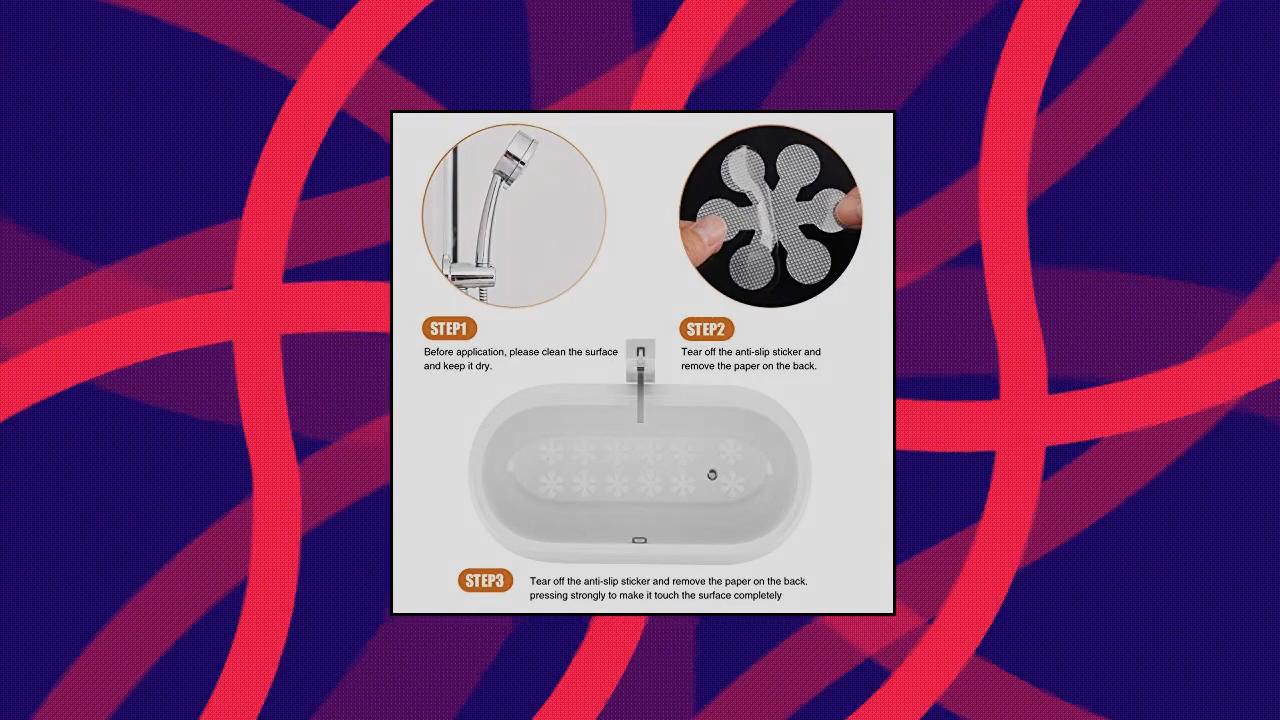 STEP1
Before application, please clean the surface
and keep it dry.
STEP2
Tear off the anti-slip sticker and
remove the paper on the back.
STEP3
Tear off the anti-slip sticker and remove the paper on the back.
pressing strongly to make it touch the surface completely